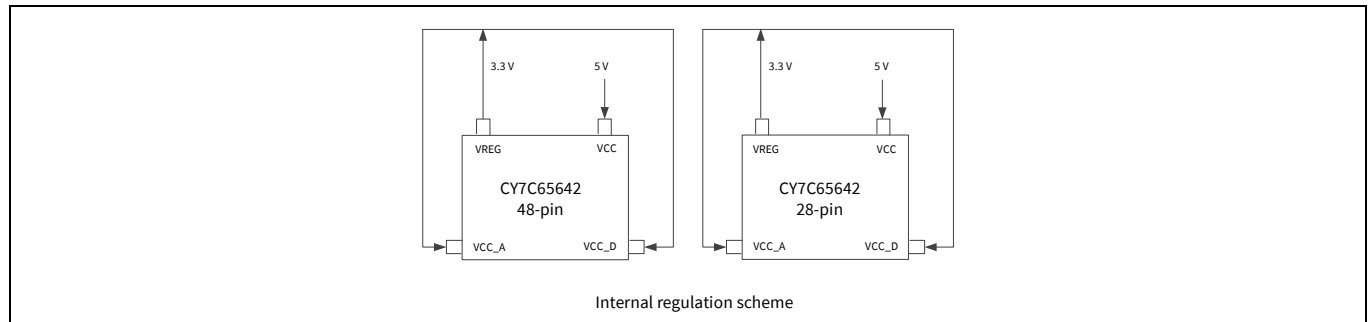 3.3 V
5 V
VREG
VCC
CY7C65642
48-pin
VCC_A
VCC_D
3.3 V
5 V
VREG
VCC
CY7C65642
28-pin
VCC_A
VCC_D
Internal regulation scheme